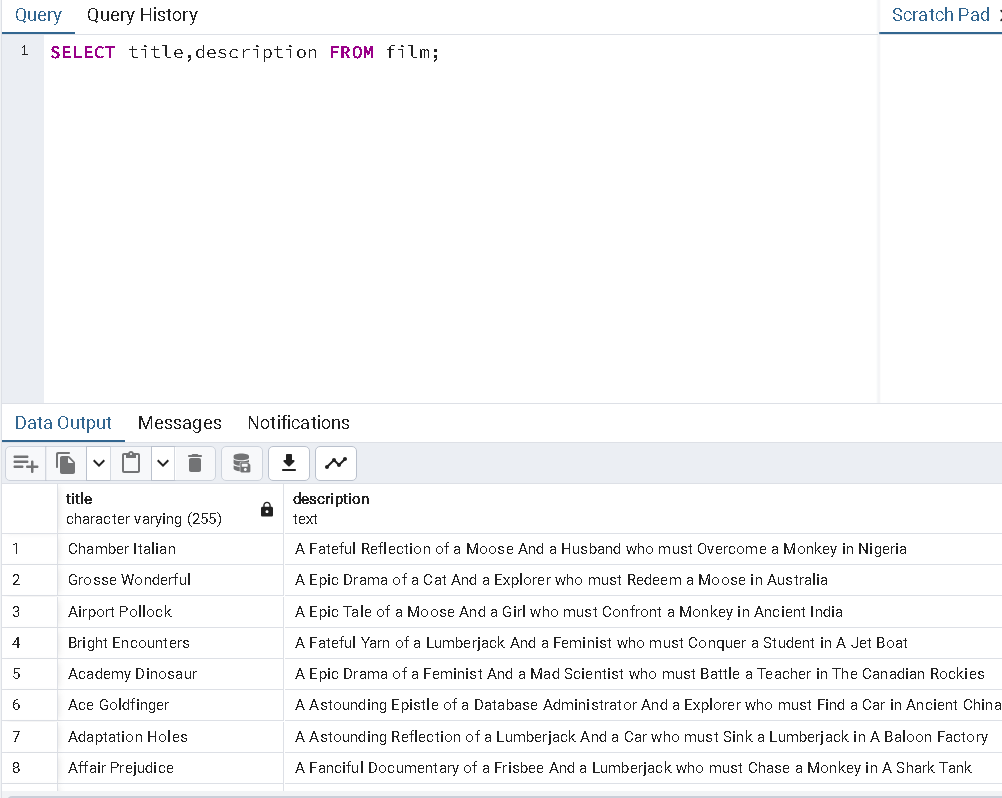 Query Query History Scratch Pad
1 SELECT title,description FROM film;
Data Output Messages Notifications
title description
character varying (255) text
1 Chamber Italian A Fateful Reflection of a Moose And a Husband who must Overcome a Monkey in Nigeria
2 Grosse Wonderful A Epic Drama of a Cat And a Explorer who must Redeem a Moose in Australia
3 Airport Pollock A Epic Tale of a Moose And a Girl who must Confront a Monkey in Ancient India
4 Bright Encounters A Fateful Yarn of a Lumberjack And a Feminist who must Conquer a Student in A Jet Boat
5 Academy Dinosaur A Epic Drama of a Feminist And a Mad Scientist who must Battle a Teacher in The Canadian Rockies
6 Ace Goldfinger A Astounding Epistle of a Database Administrator And a Explorer who must Find a Car in Ancient China
7 Adaptation Holes A Astounding Reflection of a Lumberjack And a Car who must Sink a Lumberjack in A Baloon Factory
8 Affair Prejudice A Fanciful Documentary of a Frisbee And a Lumberjack who must Chase a Monkey in A Shark Tank